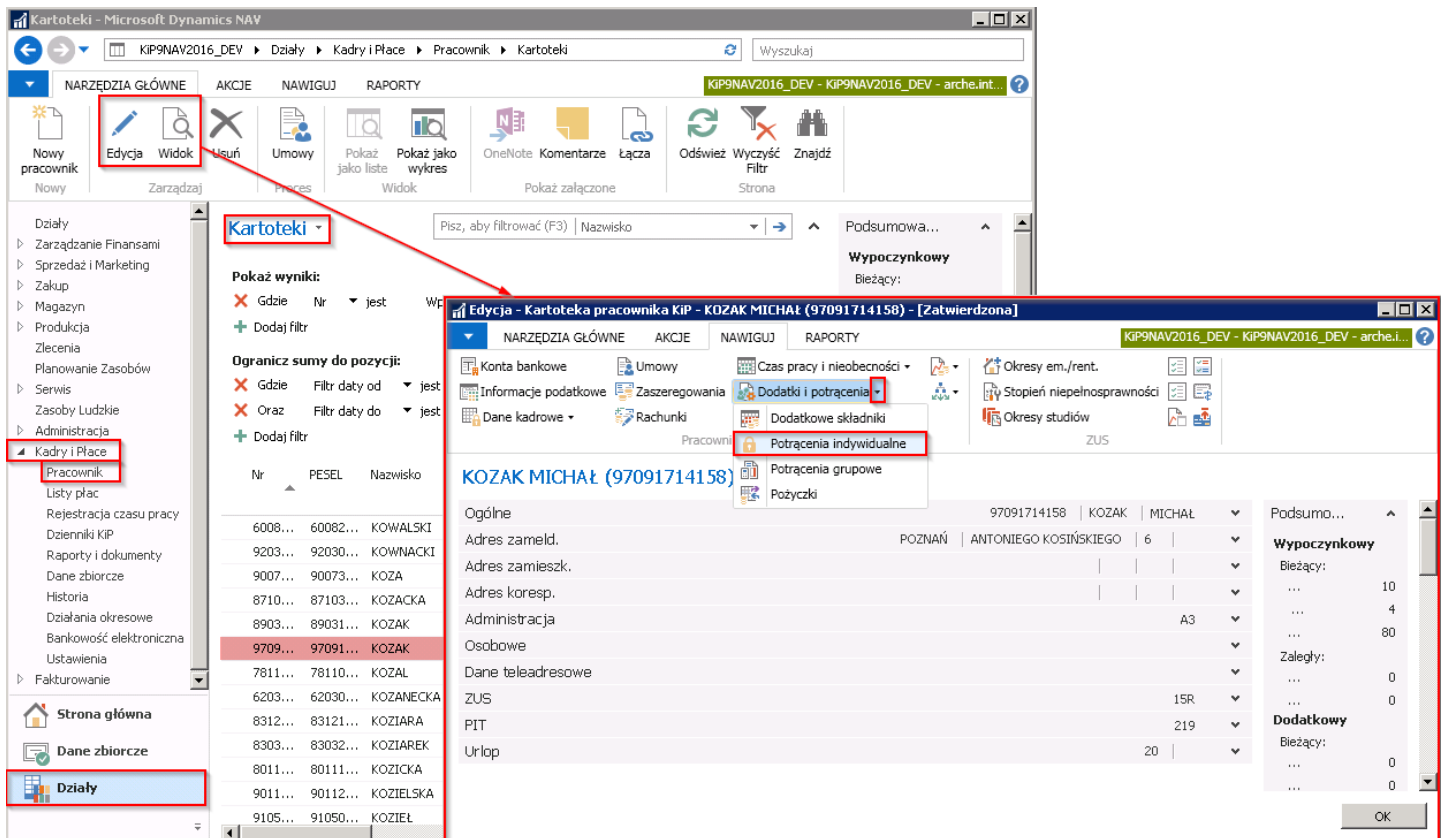 Kartoteki - Microsoft Dynamics NAV
KiP9NAV2016_DEV ▸ Działy ▸ Kadry i Płace ▸ Pracownik ▸ Kartoteki
Wyszukaj
NARZĘDZIA GŁÓWNE AKCJE NAWIGUJ RAPORTY
KiP9NAV2016_DEV - KiP9NAV2016_DEV - arche.int...
Nowy pracownik
Edycja
Widok
Usuń
Umowy
Pokaż jako liste
Pokaż jako wykres
OneNote
Komentarze
Łącza
Odśwież
Wyczyść Filtr
Znajdź
Nowy
Zarządzaj
Proces
Widok
Pokaż załączone
Strona
Działy
Zarządzanie Finansami
Sprzedaż i Marketing
Zakup
Magazyn
Produkcja
Zlecenia
Planowanie Zasobów
Serwis
Zasoby Ludzkie
Administracja
Kadry i Płace
Pracownik
Listy płac
Rejestracja czasu pracy
Dzienniki KiP
Raporty i dokumenty
Dane zbiorcze
Historia
Działania okresowe
Bankowość elektroniczna
Ustawienia
Fakturowanie
Strona główna
Dane zbiorcze
Działy
Kartoteki
Pisz, aby filtrować (F3) | Nazwisko
Podsumowa...
Wypoczynkowy
Bieżący:
Pokaż wyniki:
Gdzie Nr jest Wp
Dodaj filtr
Ogranicz sumy do pozycji:
Gdzie Filtr daty od jest
Oraz Filtr daty do jest
Dodaj filtr
Nr PESEL Nazwisko
6008... 60082... KOWALSKI
9203... 92030... KOWNACKI
9007... 90073... KOZA
8710... 87103... KOZACKA
8903... 89031... KOZAK
9709... 97091... KOZAK
7811... 78110... KOZAL
6203... 62030... KOZANECKA
8312... 83121... KOZIARA
8303... 83032... KOZIAREK
8011... 80111... KOZICKA
9011... 90112... KOZIELSKA
9105... 91050... KOZIEŁ
Edycja - Kartoteka pracownika KiP - KOZAK MICHAŁ (97091714158) - [Zatwierdzona]
NARZĘDZIA GŁÓWNE AKCJE NAWIGUJ RAPORTY
KiP9NAV2016_DEV - KiP9NAV2016_DEV - arche.i...
Konta bankowe
Informacje podatkowe
Dane kadrowe
Umowy
Zaszeregowania
Rachunki
Czas pracy i nieobecności
Dodatki i potrącenia
Dodatkowe składniki
Potrącenia indywidualne
Potrącenia grupowe
Pożyczki
Okresy em./rent.
Stopień niepełnosprawności
Okresy studiów
Pracowni
ZUS
KOZAK MICHAŁ (97091714158)
Ogólne 97091714158 | KOZAK | MICHAŁ
Adres zameld. POZNAŃ | ANTONIEGO KOSIŃSKIEGO | 6 |
Adres zamieszk.
Adres koresp.
Administracja A3
Osobowe
Dane teleadresowe
ZUS 15R
PIT 219
Urlop 20 |
Podsumo...
Wypoczynkowy
Bieżący:
... 10
... 4
... 80
Zaległy:
... 0
... 0
Dodatkowy
Bieżący:
... 0
... 0
OK